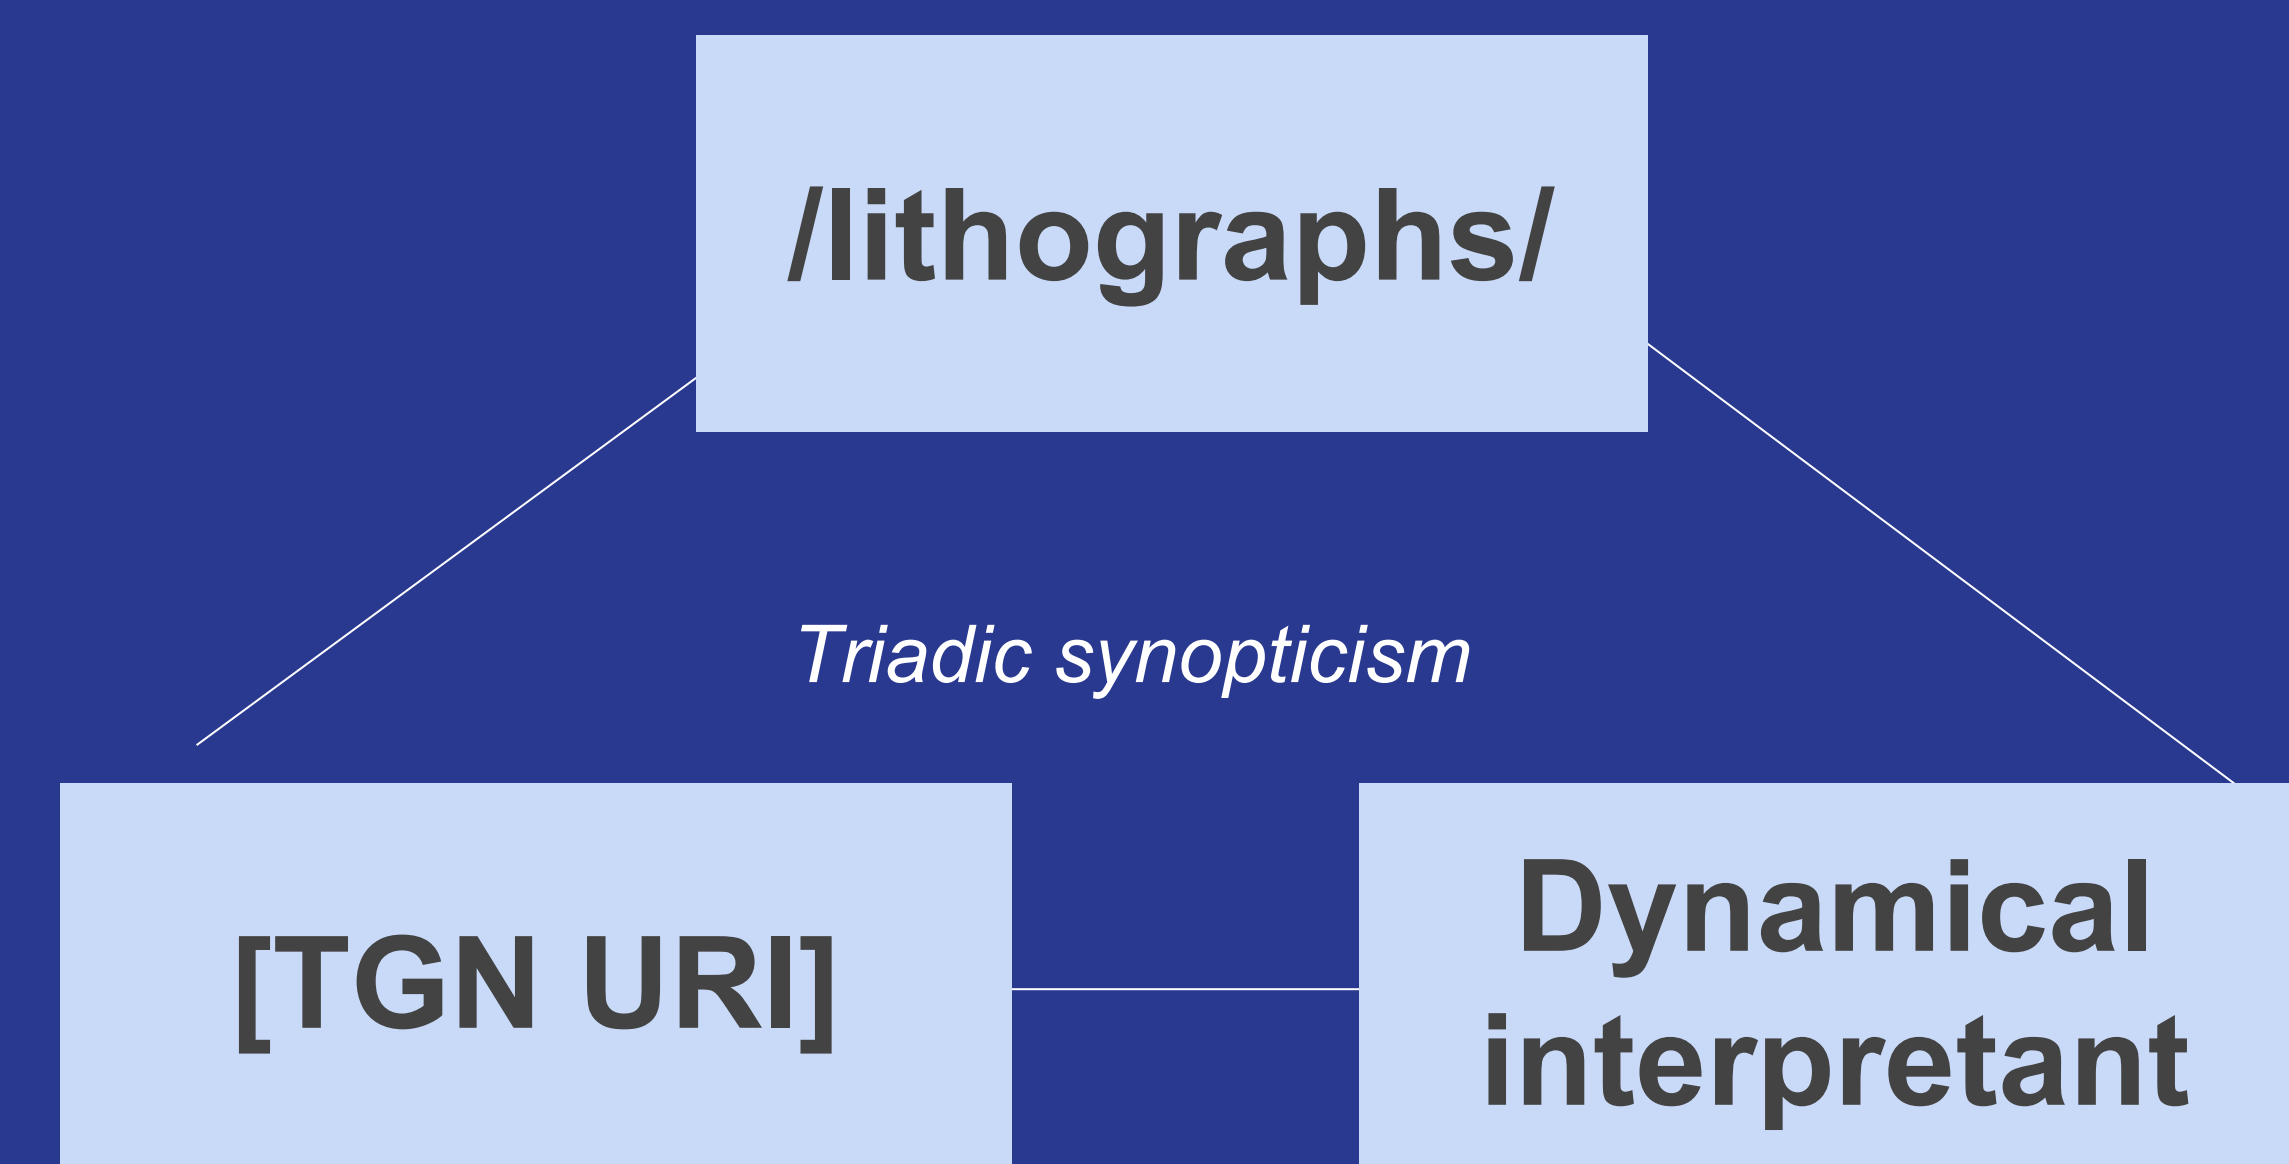 /lithographs/
Triadic synopticism
[TGN URI]
Dynamical
interpretant